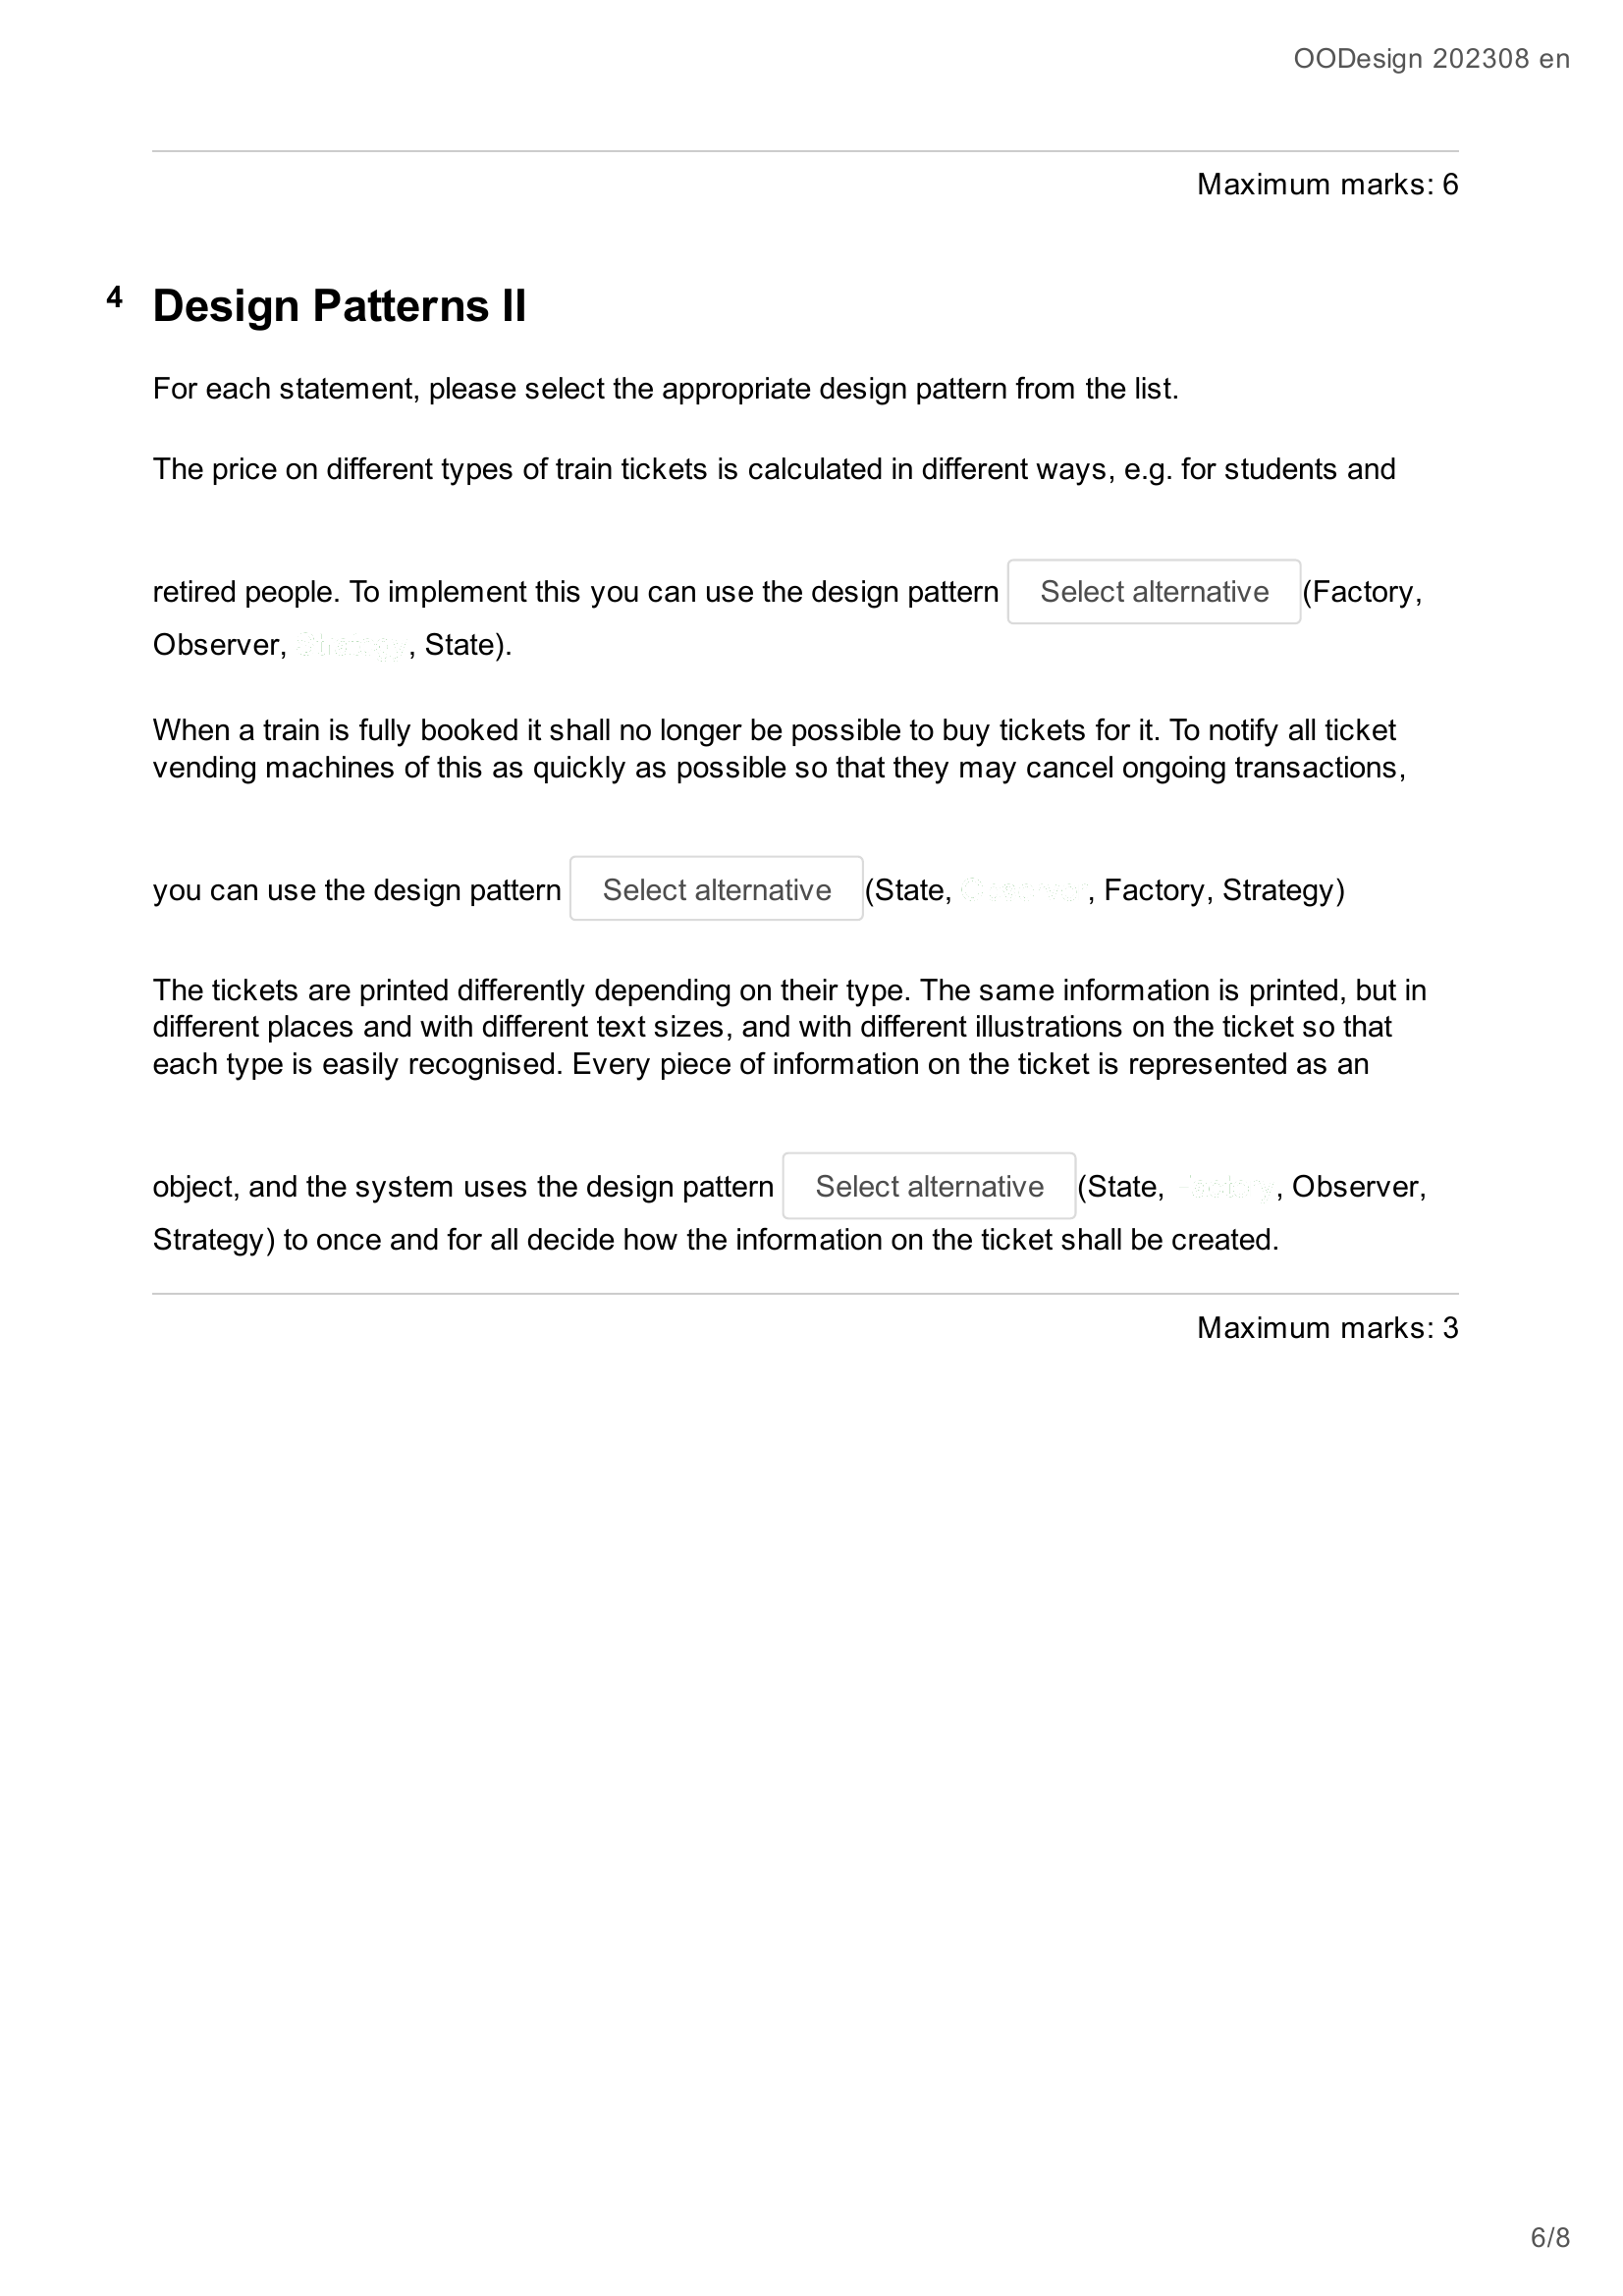 OODesign 202308 en
Maximum marks: 6
4 Design Patterns II
For each statement, please select the appropriate design pattern from the list.
The price on different types of train tickets is calculated in different ways, e.g. for students and
retired people. To implement this you can use the design pattern Select alternative (Factory,
Observer, , State).
When a train is fully booked it shall no longer be possible to buy tickets for it. To notify all ticket
vending machines of this as quickly as possible so that they may cancel ongoing transactions,
you can use the design pattern Select alternative (State, , Factory, Strategy)
The tickets are printed differently depending on their type. The same information is printed, but in
different places and with different text sizes, and with different illustrations on the ticket so that
each type is easily recognised. Every piece of information on the ticket is represented as an
object, and the system uses the design pattern Select alternative (State, , Observer,
Strategy) to once and for all decide how the information on the ticket shall be created.
Maximum marks: 3
6/8